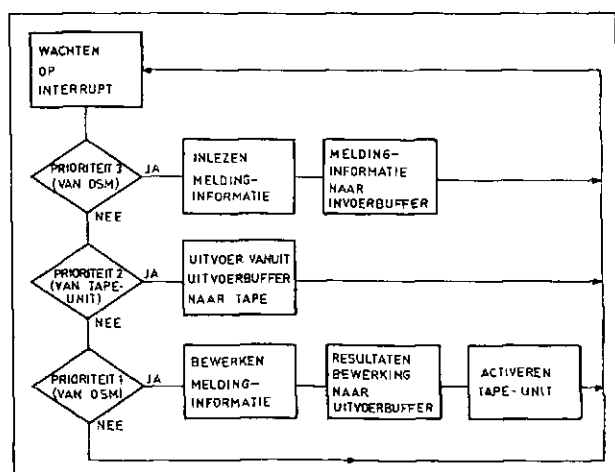 WACHTEN
OP
INTERRUPT
PRIORITEIT 3
(VAN DSM)
JA
INLEZEN
MELDING-
INFORMATIE
MELDING-
INFORMATIE
NAAR
INVOERBUFFER
NEE
PRIORITEIT 2
(VAN TAPE-
UNIT)
JA
UITVOER VANUIT
UITVOERBUFFER
NAAR TAPE
NEE
PRIORITEIT 1
(VAN DSM)
JA
BEWERKEN
MELDING-
INFORMATIE
RESULTATEN
BEWERKING
NAAR
UITVOERBUFFER
ACTIVEREN
TAPE-UNIT
NEE